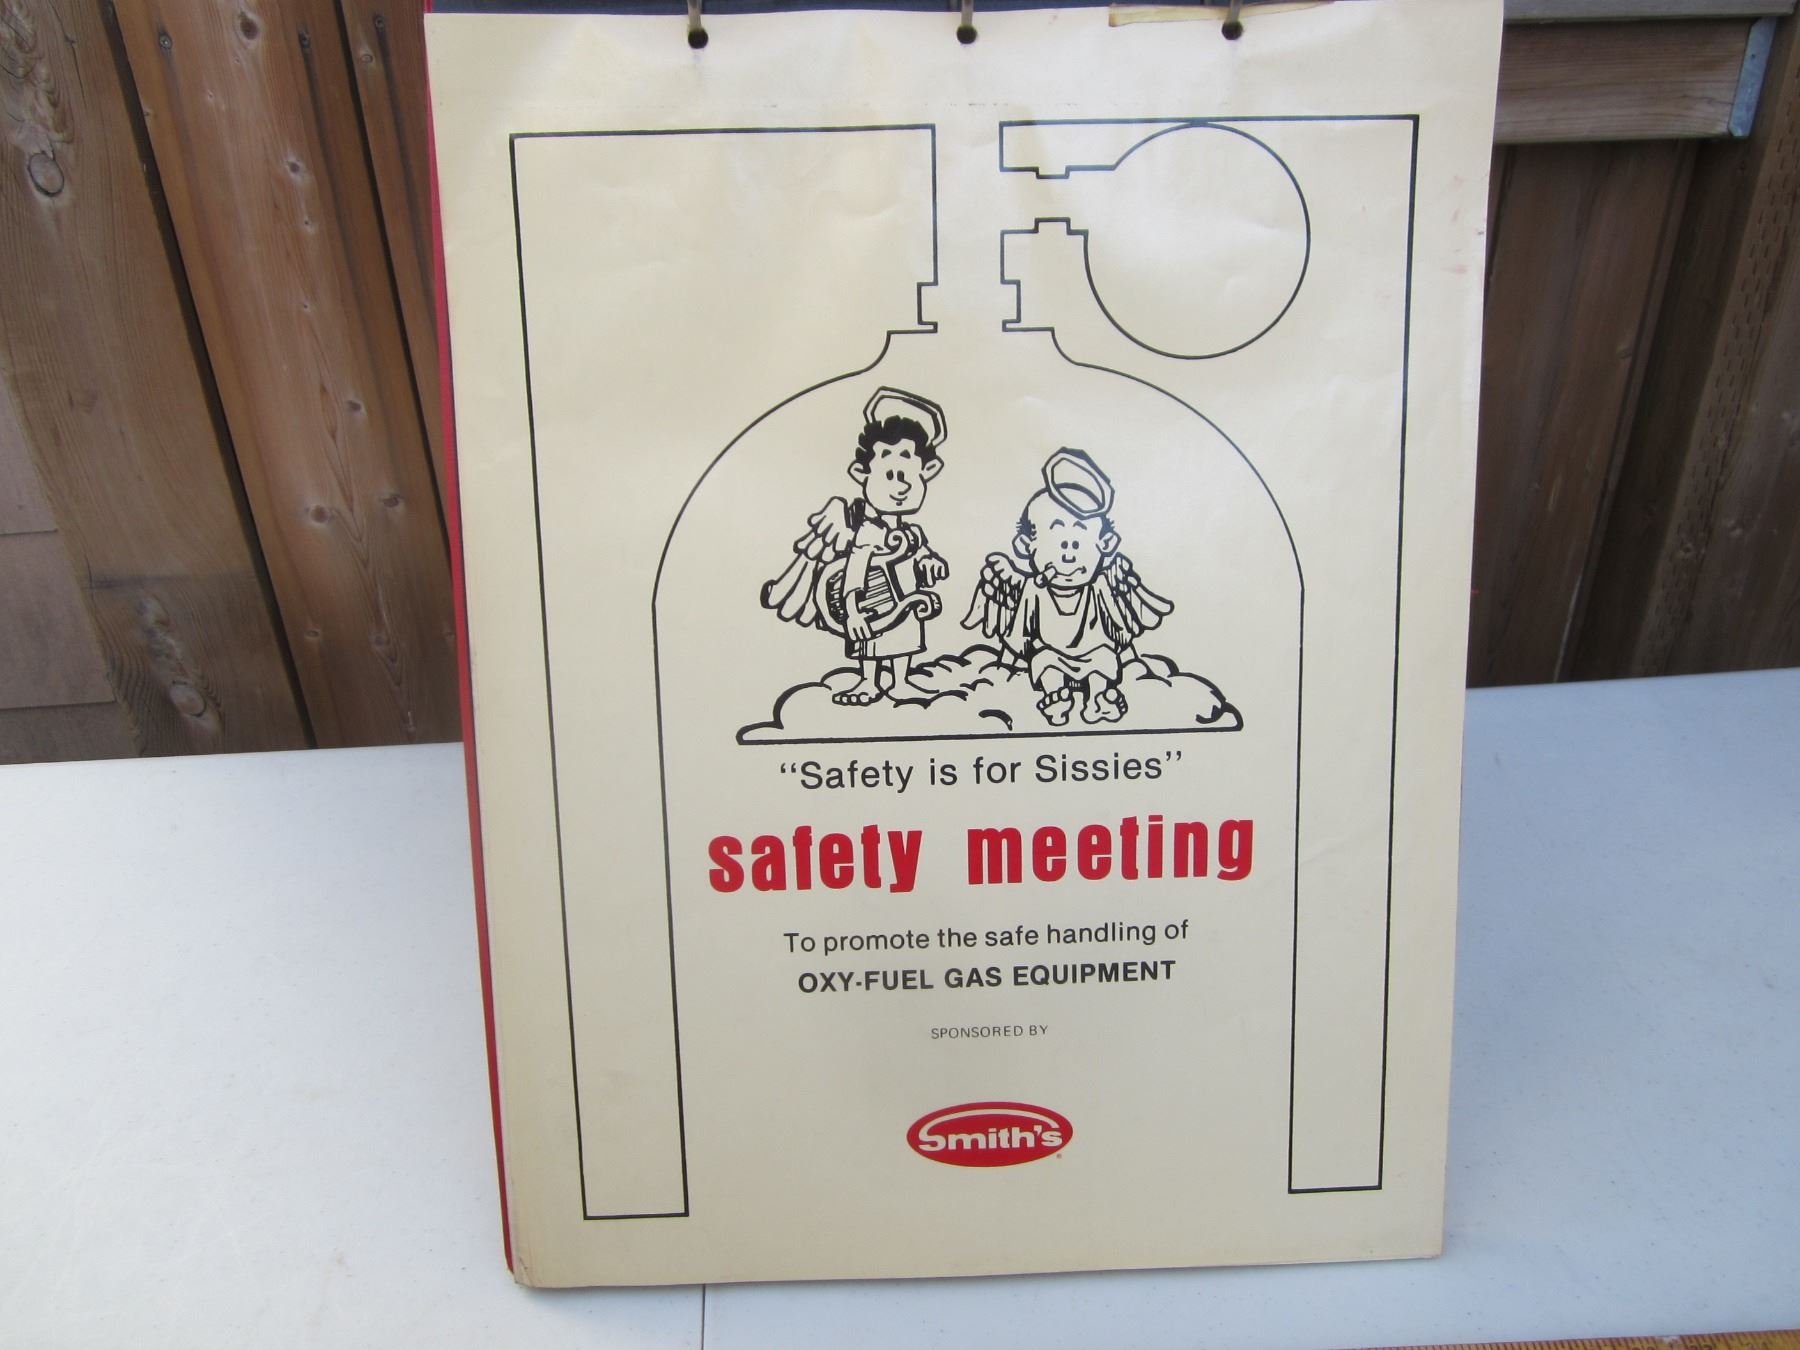 “Safety is for Sissies”
safety meeting
To promote the safe handling of
OXY-FUEL GAS EQUIPMENT
SPONSORED BY
Smith's®